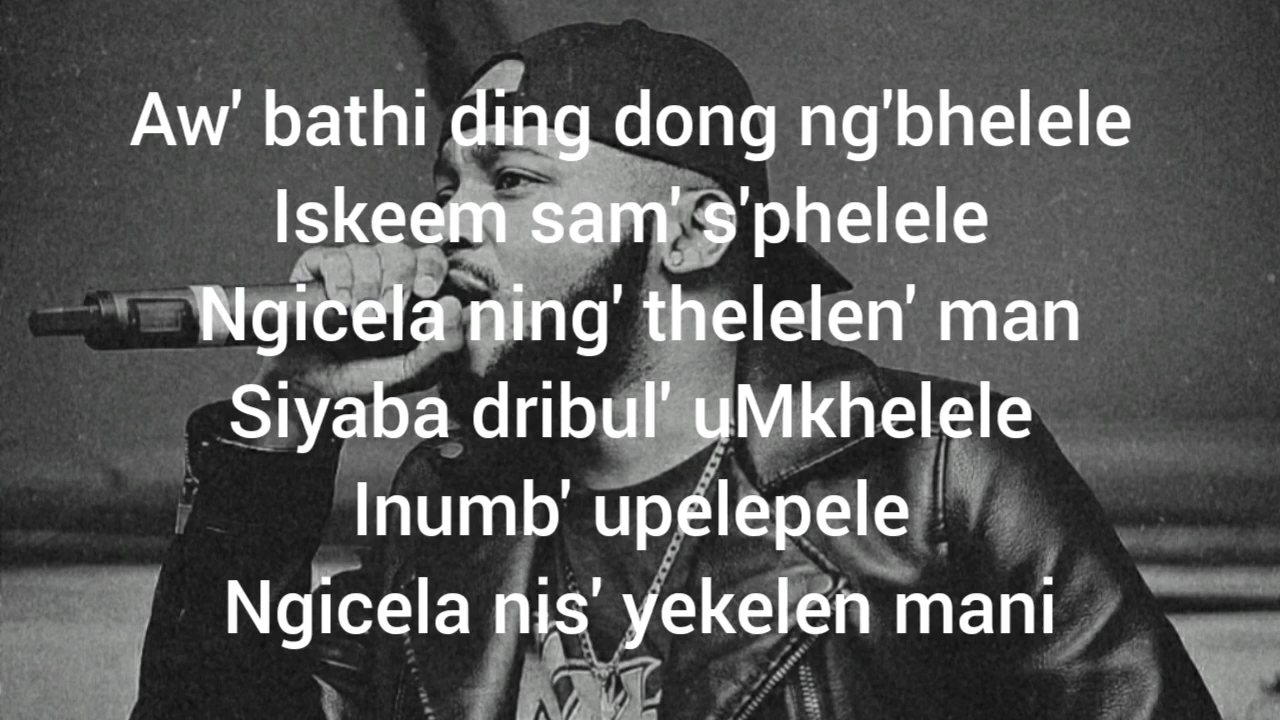 Aw' bathi ding dong ng'bhelele
Iskeem sam' s'phelele
Ngicela ning' thelelen' man
Siyaba dribul' uMkhelele
Inumb' upelepele
Ngicela nis' yekelen mani